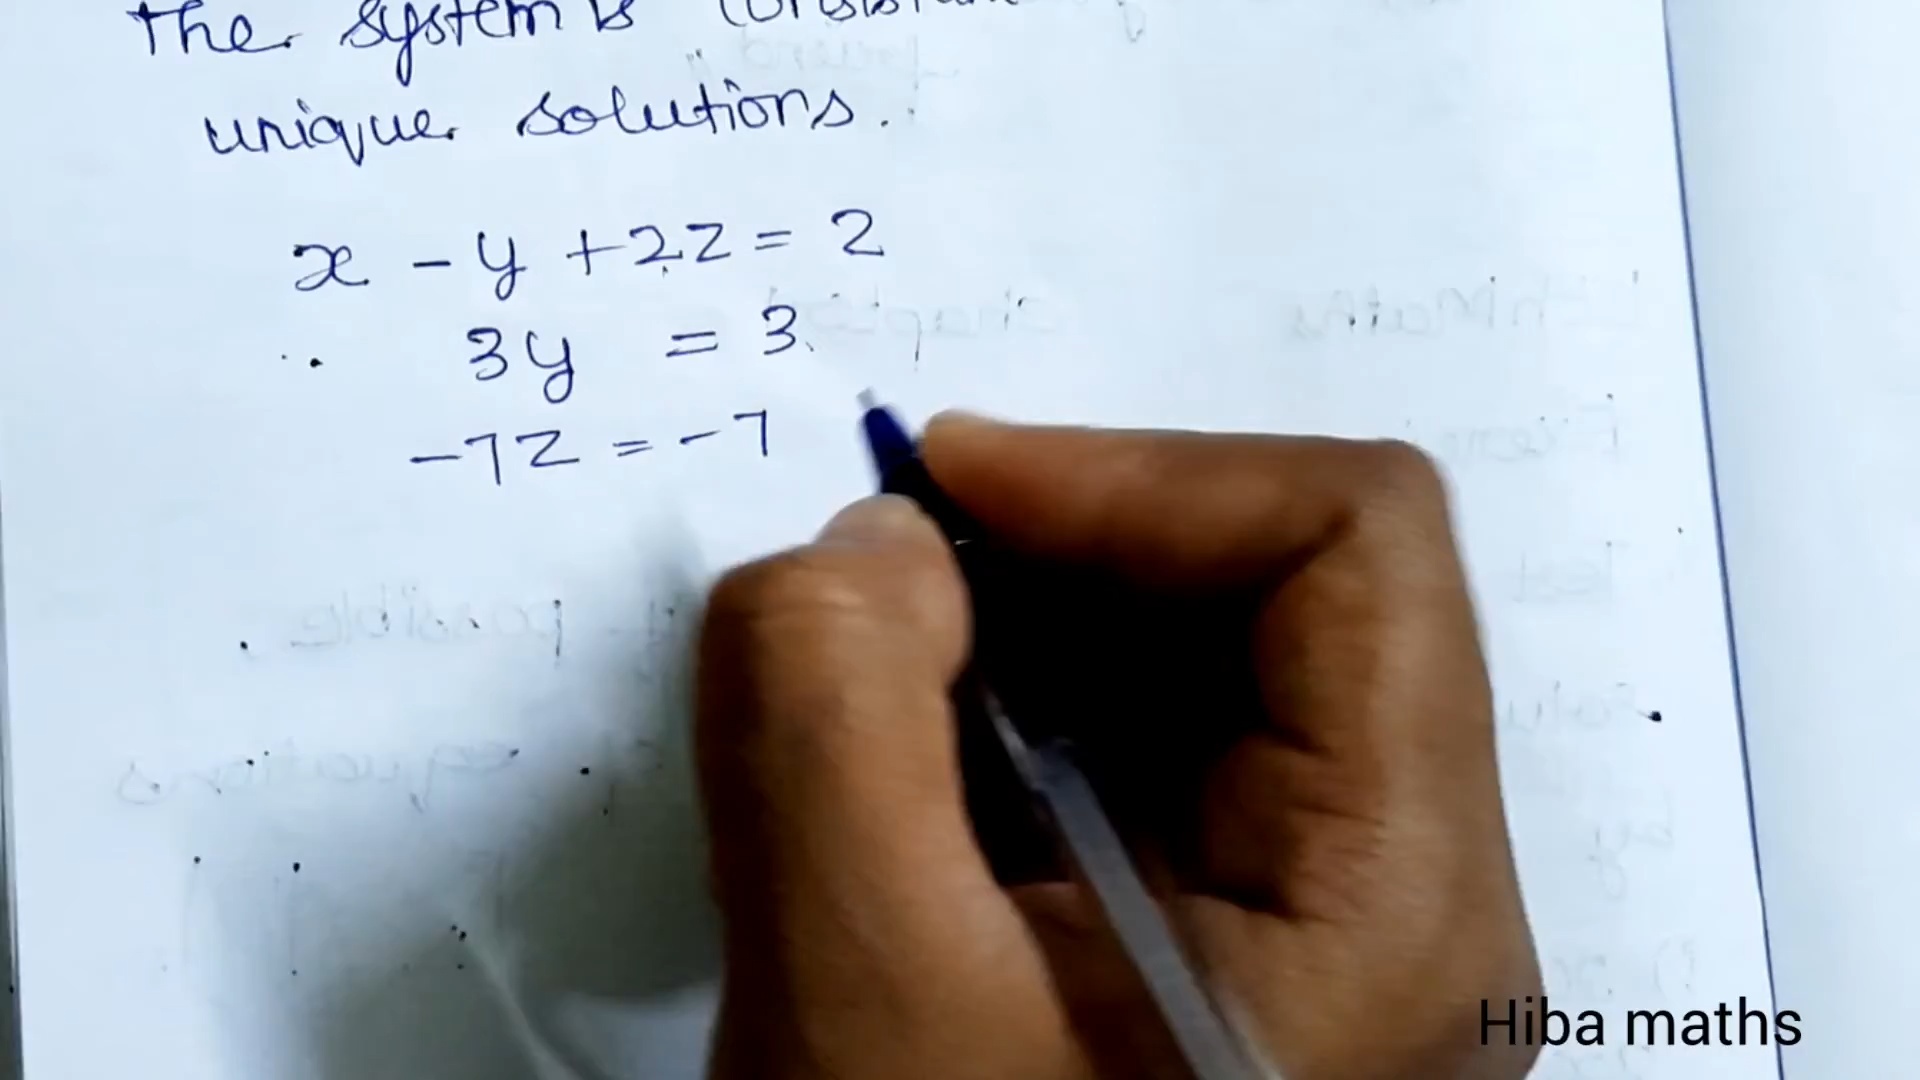 The system is
unique solutions.
x - y + 2z = 2
3y = 3
-7z = -7
Hiba maths